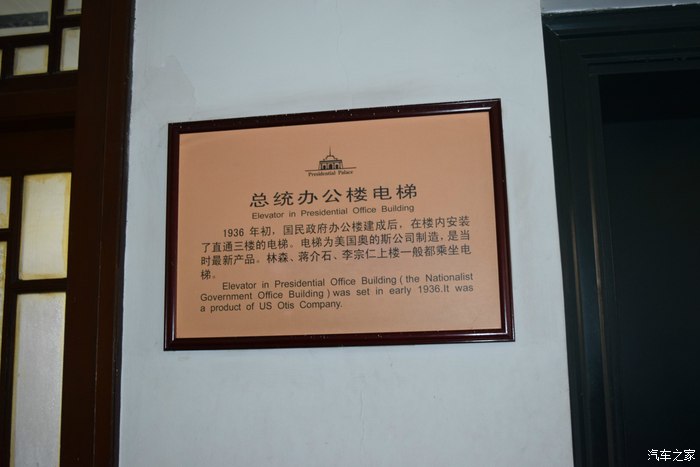 Presidential Palace
总统办公楼电梯
Elevator in Presidential Office Building
1936 年初，国民政府办公楼建成后，在楼内安装
了直通三楼的电梯。电梯为美国奥的斯公司制造，是当
时最新产品。林森、蒋介石、李宗仁上楼一般都乘坐电
梯。
Elevator in Presidential Office Building ( the Nationalist
Government Office Building ) was set in early 1936.It was
a product of US Otis Company.
汽车之家